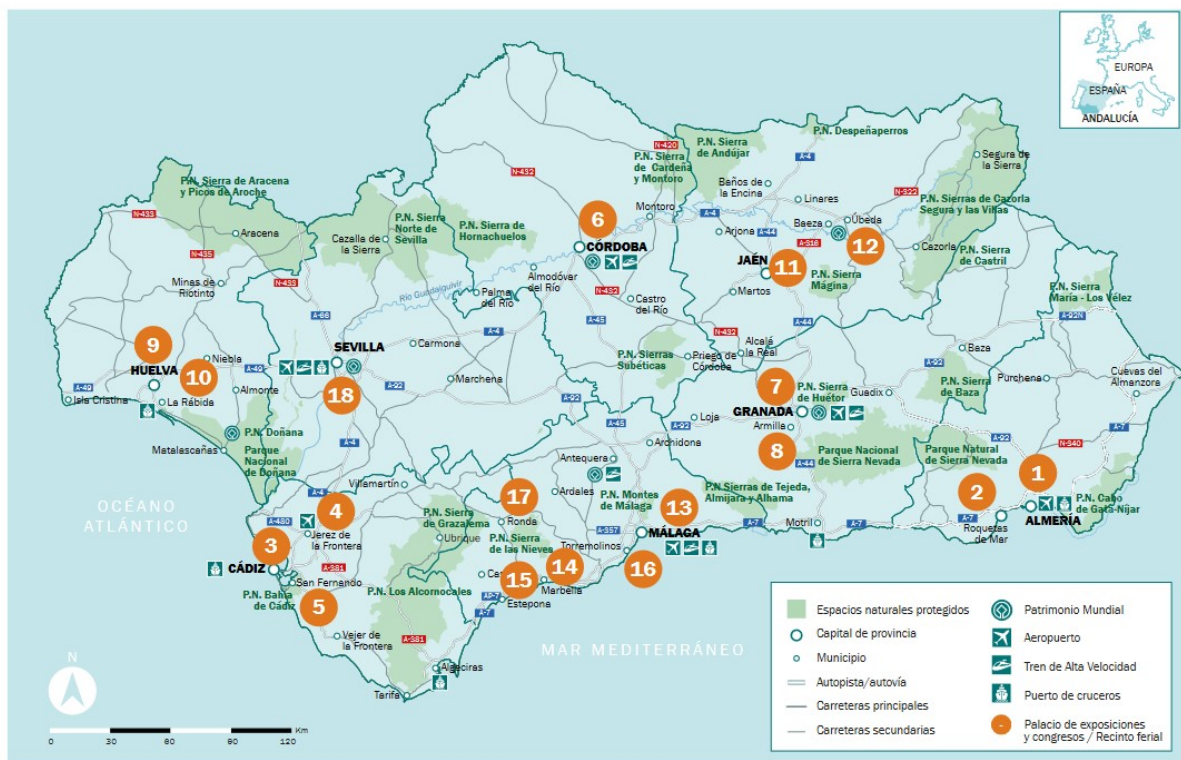 EUROPA
ESPAÑA
ANDALUCÍA
N-420
P.N. Despeñaperros
P.N. Sierra
de Andújar
A-4
Segura de
la Sierra
P.N. Sierra
de Cardeña
y Montoro
N-432
P.N. Sierra de Aracena
y Picos de Aroche
Baños de
la Encina
N-322
Linares
P.N. Sierras de Cazorla
Segura y las Villas
N-433
Aracena
P.N. Sierra
Norte de
Sevilla
P.N. Sierra de
Hornachuelos
6
Montoro
A-4
Arjona
A-44
Baeza
Úbeda
Cazalla de
la Sierra
CÓRDOBA
A-316
12
Cazorla
N-435
P.N. Sierra
de Castril
JAÉN
11
Minas de
Riotinto
N-433
Almodóvar
del Río
Río Guadalquivir
Palma
del Río
N-432
Martos
P.N. Sierra
Mágina
P.N. Sierra
María - Los Vélez
Castro
del Río
A-66
A-4
A-45
A-44
A-92N
9
SEVILLA
Carmona
N-432
Alcalá
la Real
Niebla
P.N. Sierras
Subéticas
Priego de
Córdoba
A-92
Baza
HUELVA
10
A-49
Marchena
7
P.N. Sierra
de Huétor
Purchena
Cuevas del
Almanzora
A-49
Almonte
18
A-92
Guadix
P.N. Sierra
de Baza
Isla Cristina
La Rábida
A-92
GRANADA
Loja
A-92
Armilla
A-7
P.N. Doñana
A-4
A-45
Archidona
8
A-92
N-340
Matalascañas
Parque
Nacional
de Doñana
Antequera
A-44
Parque Nacional
de Sierra Nevada
Parque Natural
de Sierra Nevada
1
Villamartín
A-4
17
Ardales
P.N. Montes
de Málaga
P.N. Sierras de Tejeda,
Almijara y Alhama
2
P.N. Cabo
de Gata-Níjar
OCÉANO
ATLÁNTICO
4
P.N. Sierra
de Grazalema
13
ALMERÍA
A-480
Ronda
A-357
MÁLAGA
A-7
Motril
A-7
A-7
Roquetas
de Mar
Jerez de
la Frontera
Ubrique
P.N. Sierra
de las Nieves
Torremolinos
3
CÁDIZ
A-381
14
16
San Fernando
15
Marbella
P.N. Bahía
de Cádiz
P.N. Los Alcornocales
AP-7
Estepona
5
A-7
Vejer de
la Frontera
A-381
MAR MEDITERRÁNEO
Algeciras
Tarifa
N
Km
0
30
60
90
120
Espacios naturales protegidos
Capital de provincia
Municipio
Autopista/autovía
Carreteras principales
Carreteras secundarias
Patrimonio Mundial
Aeropuerto
Tren de Alta Velocidad
Puerto de cruceros
Palacio de exposiciones
y congresos / Recinto ferial